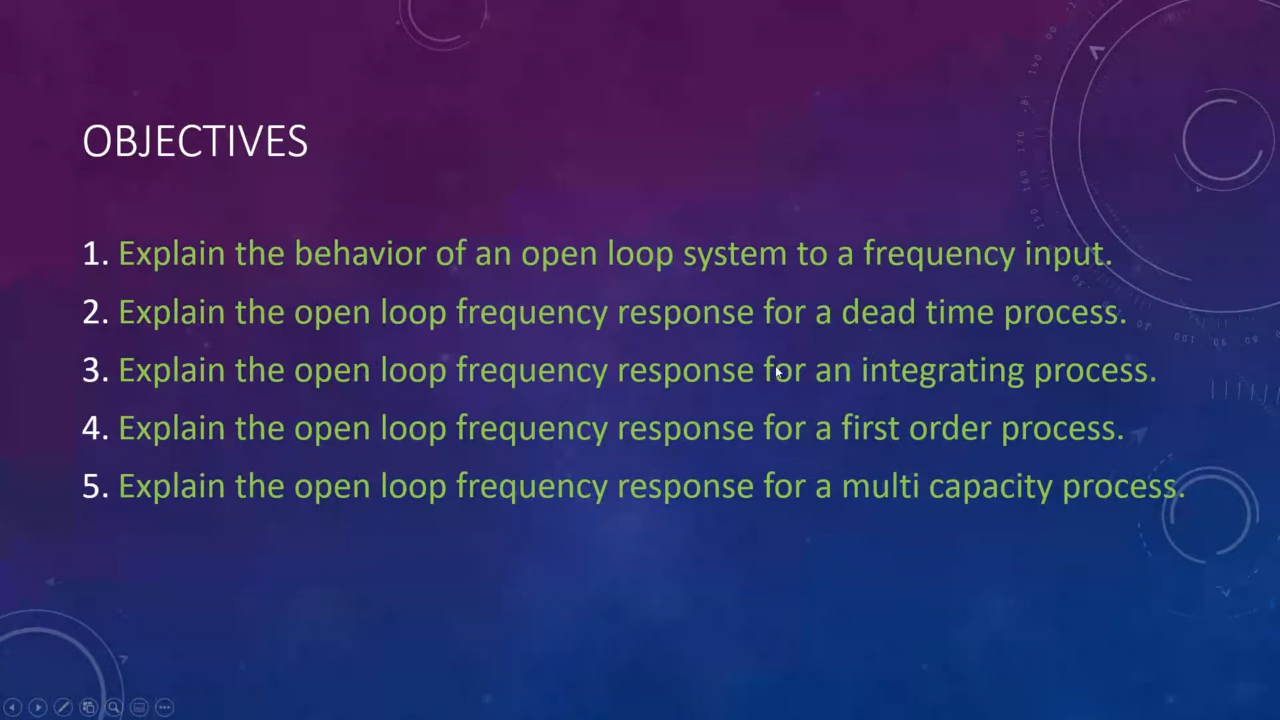 OBJECTIVES
1. Explain the behavior of an open loop system to a frequency input.
2. Explain the open loop frequency response for a dead time process.
3. Explain the open loop frequency response for an integrating process.
4. Explain the open loop frequency response for a first order process.
5. Explain the open loop frequency response for a multi capacity process.